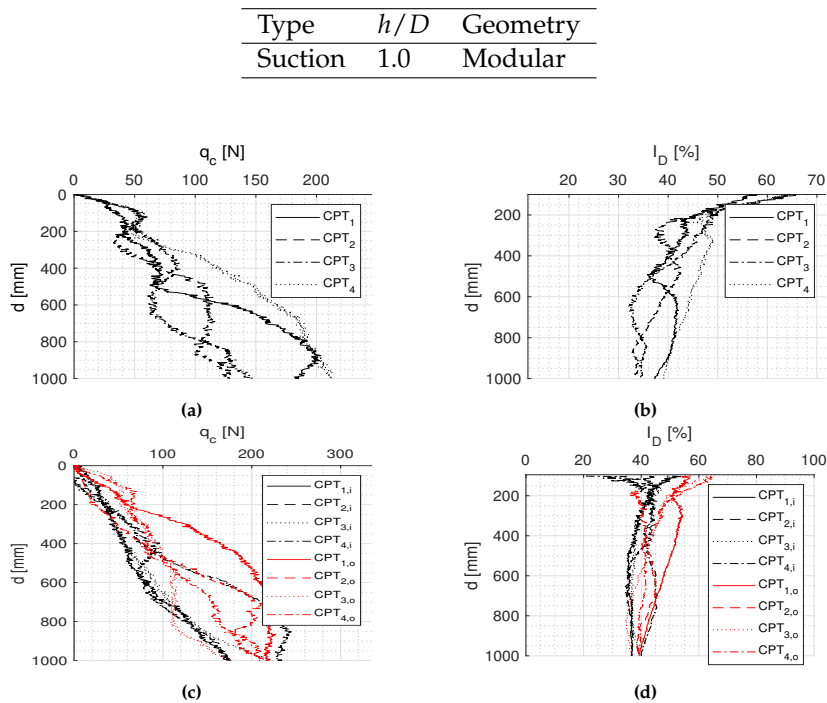 Type h/D Geometry
Suction 1.0 Modular
q_c [N]
0 50 100 150 200
0
200
400
600
800
1000
d [mm]
CPT_1
CPT_2
CPT_3
CPT_4
(a)
I_D [%]
20 30 40 50 60 70
200
400
600
800
1000
d [mm]
CPT_1
CPT_2
CPT_3
CPT_4
(b)
q_c [N]
0 100 200 300
0
200
400
600
800
1000
d [mm]
CPT_1,i
CPT_2,i
CPT_3,i
CPT_4,i
CPT_1,o
CPT_2,o
CPT_3,o
CPT_4,o
(c)
I_D [%]
0 20 40 60 80 100
200
400
600
800
1000
d [mm]
CPT_1,i
CPT_2,i
CPT_3,i
CPT_4,i
CPT_1,o
CPT_2,o
CPT_3,o
CPT_4,o
(d)